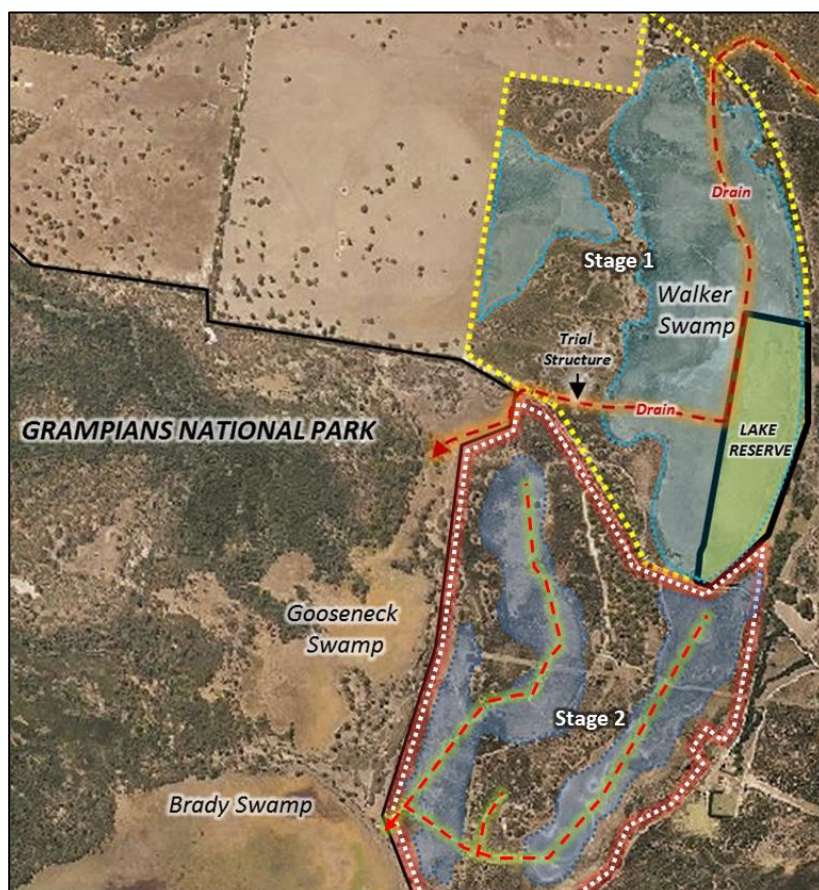 Drain
Stage 1
Walker
Swamp
Trial
Structure
Drain
GRAMPIANS NATIONAL PARK
LAKE
RESERVE
Gooseneck
Swamp
Stage 2
Brady Swamp